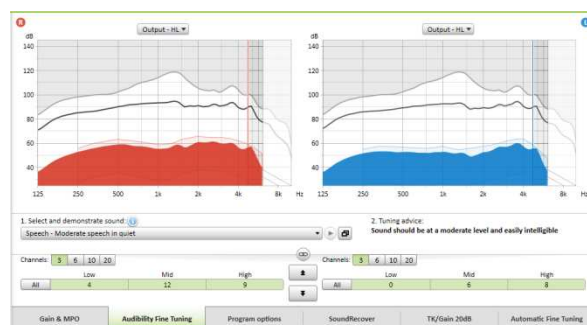 R
L
Output - HL
Output - HL
dB
dB
140
120
100
80
60
40
140
120
100
80
60
40
125 250 500 1k 2k 4k 8k Hz
125 250 500 1k 2k 4k 8k Hz
1. Select and demonstrate sound:
2. Tuning advice:
Speech - Moderate speech in quiet
Sound should be at a moderate level and easily intelligible
Channels: 3 6 10 20
Channels: 3 6 10 20
Low Mid High
Low Mid High
All 4 12 9
All 0 6 8
Gain & MPO Audibility Fine Tuning Program options SoundRecover TK/Gain 20dB Automatic Fine Tuning